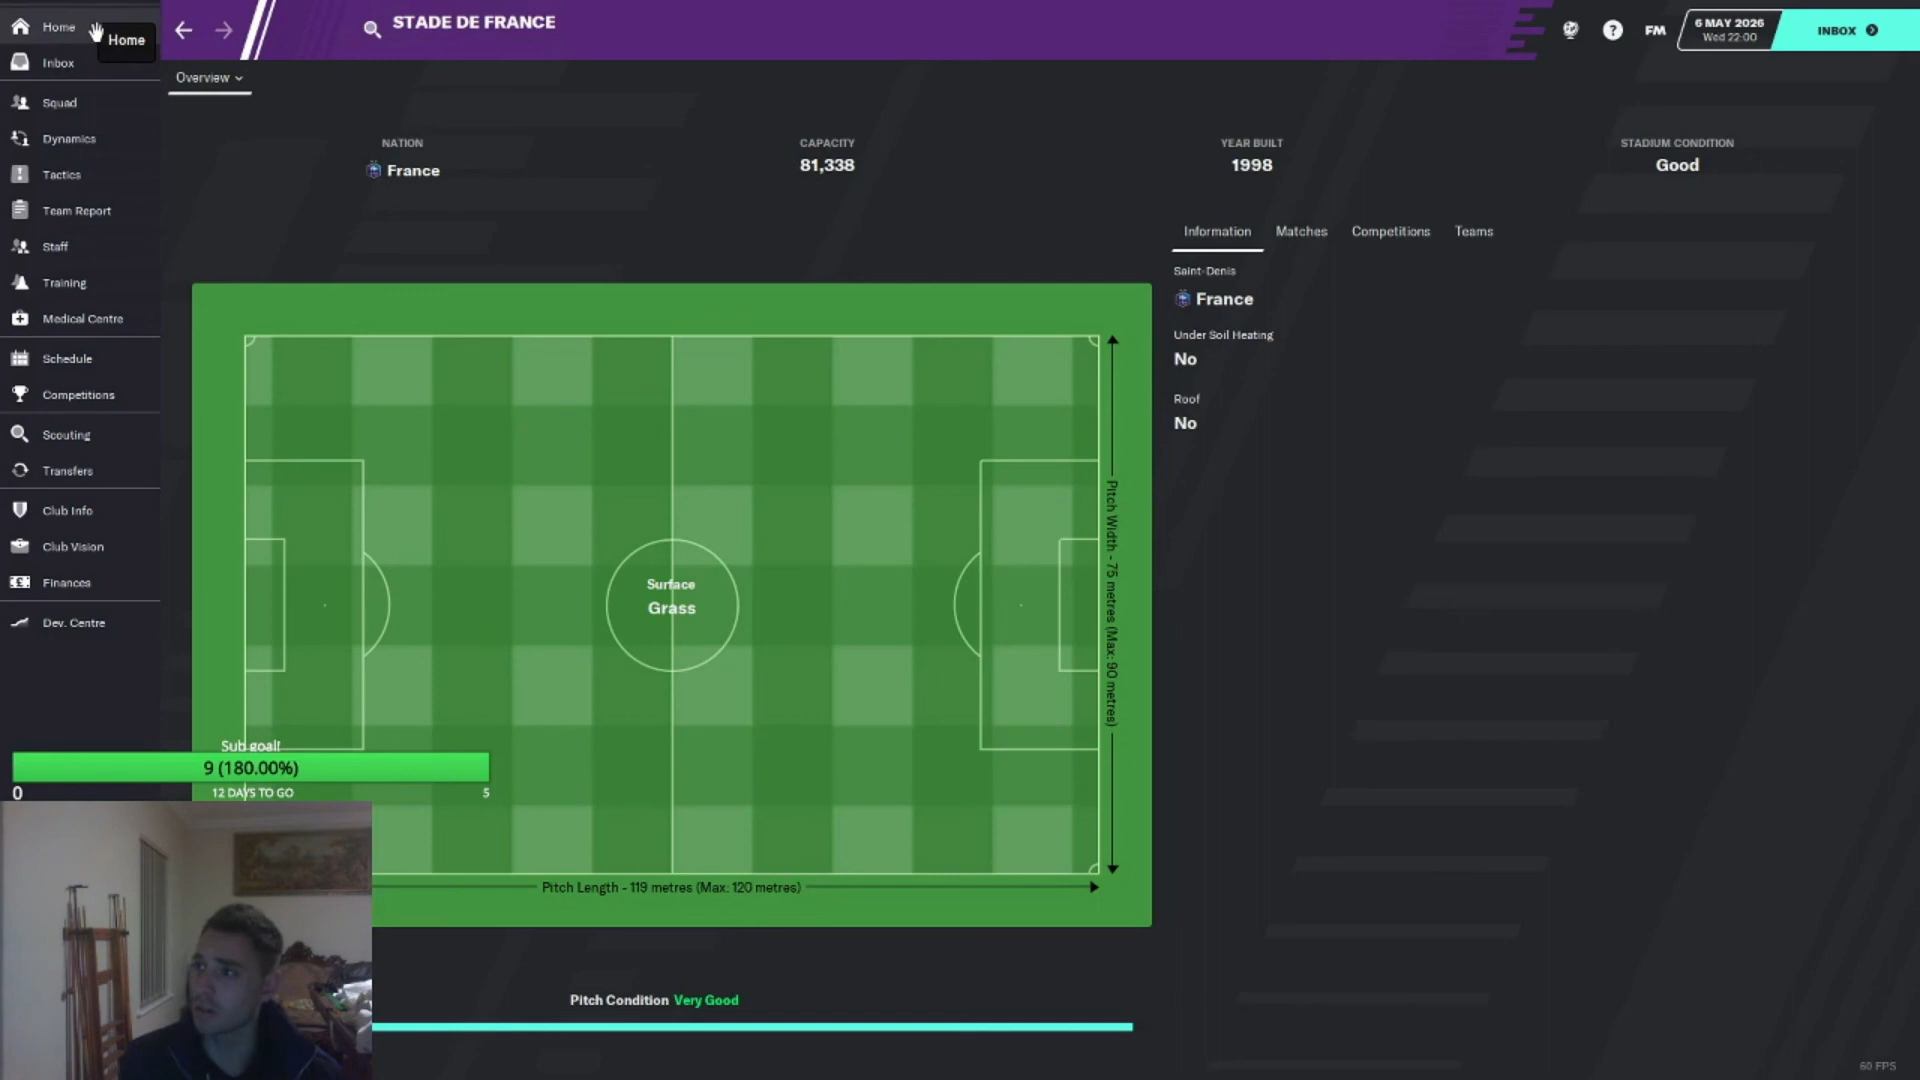 Home
Home
Inbox
Squad
Dynamics
Tactics
Team Report
Staff
Training
Medical Centre
Schedule
Competitions
Scouting
Transfers
Club Info
Club Vision
Finances
Dev. Centre
STADE DE FRANCE
FM
6 MAY 2026
Wed 22:00
INBOX
Overview
NATION
France
CAPACITY
81,338
YEAR BUILT
1998
STADIUM CONDITION
Good
Information Matches Competitions Teams
Saint-Denis
France
Under Soil Heating
No
Roof
No
Surface
Grass
Pitch Width - 75 metres (Max: 90 metres)
Pitch Length - 119 metres (Max: 120 metres)
Sub goal!
9 (180.00%)
0 12 DAYS TO GO 5
Pitch Condition Very Good
60 FPS